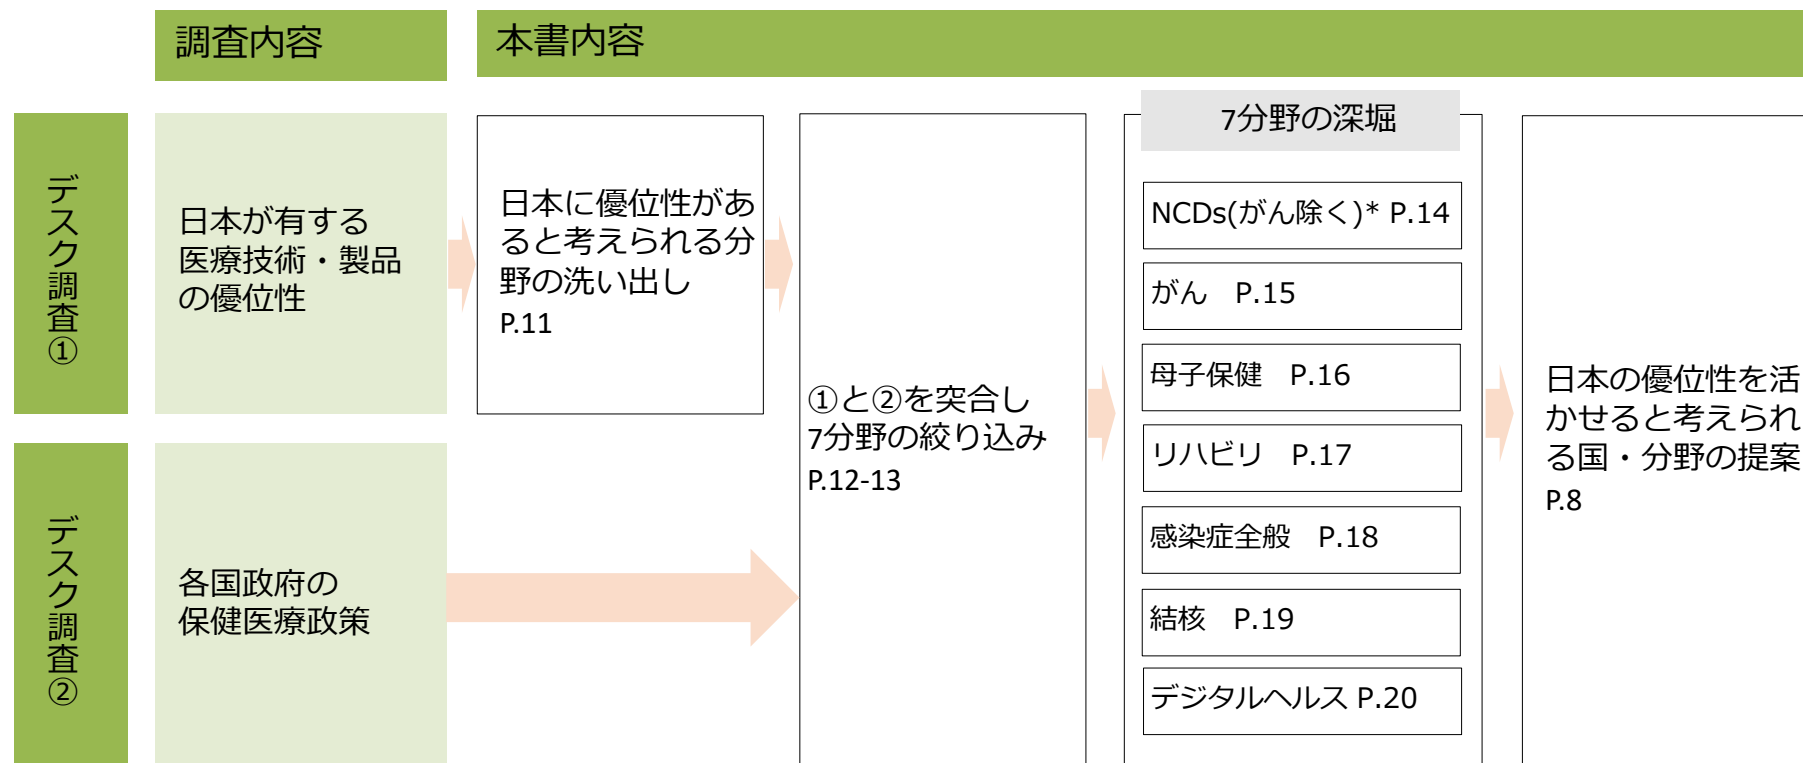 調査内容
本書内容
デスク調査①
日本が有する
医療技術・製品
の優位性
日本に優位性があ
ると考えられる分
野の洗い出し
P.11
デスク調査②
各国政府の
保健医療政策
①と②を突合し
7分野の絞り込み
P.12-13
7分野の深堀
NCDs(がん除く)* P.14
がん P.15
母子保健 P.16
リハビリ P.17
感染症全般 P.18
結核 P.19
デジタルヘルス P.20
日本の優位性を活
かせると考えられ
る国・分野の提案
P.8